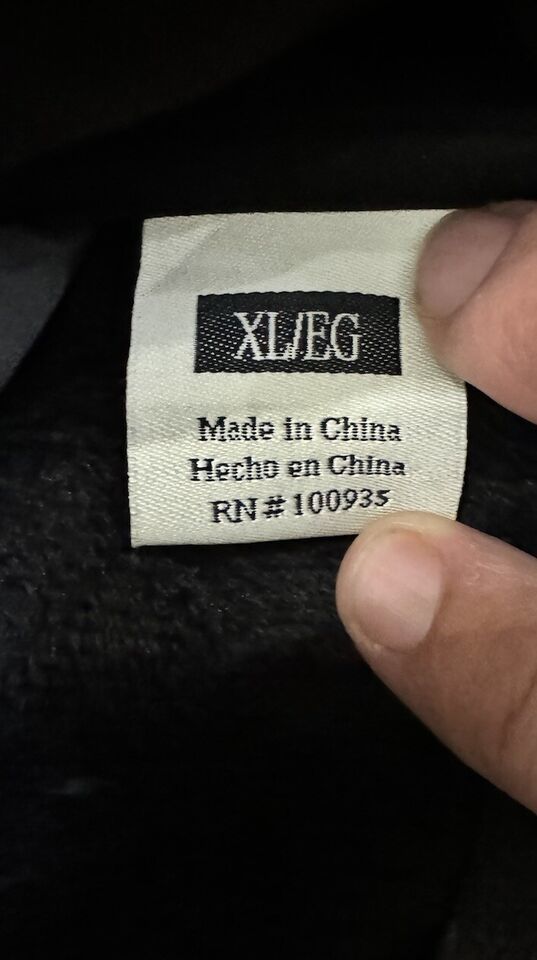 XL/EG
Made in China
Hecho en China
RN # 100935